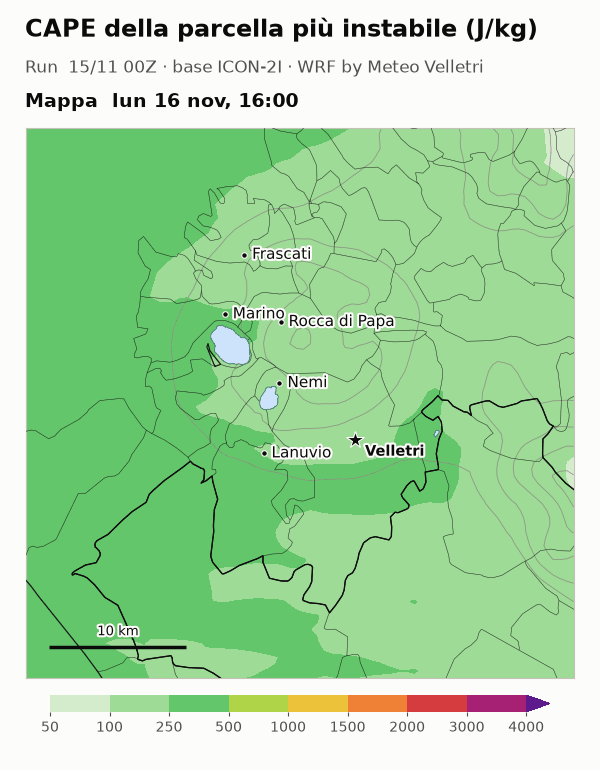 CAPE della parcella più instabile (J/kg)
Run  15/11 00Z · base ICON-2I · WRF by Meteo Velletri
Mappa  lun 16 nov, 16:00
Frascati
Marino
Rocca di Papa
Nemi
Velletri
Lanuvio
10 km
50 100 250 500 1000 1500 2000 3000 4000